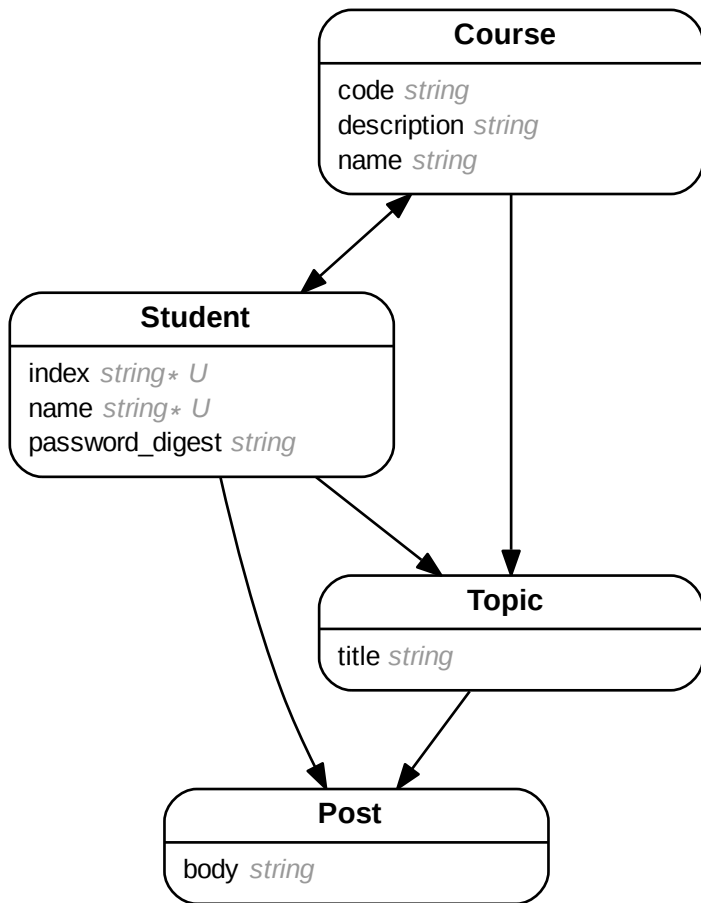 Course
code string
description string
name string
Student
index string* U
name string* U
password_digest string
Topic
title string
Post
body string